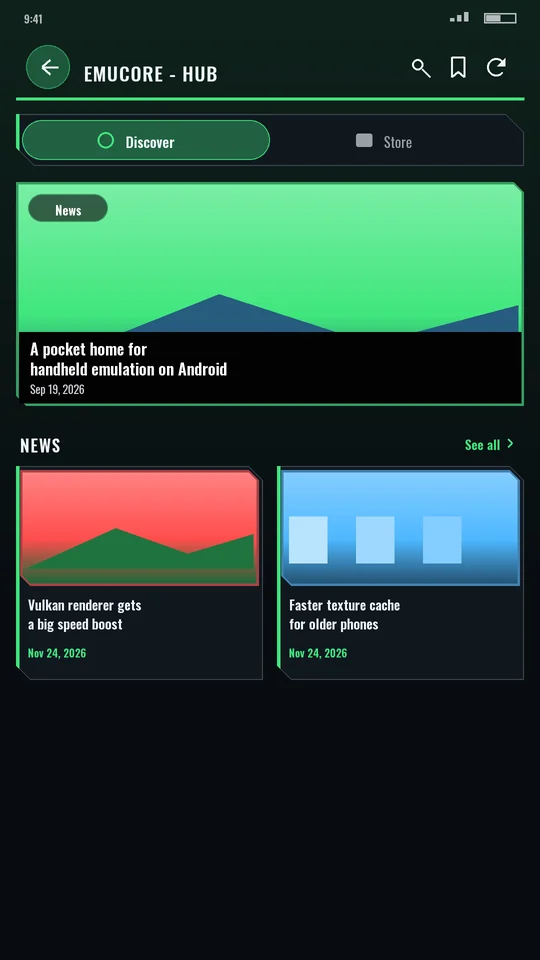 9:41
EMUCORE - HUB
Discover
Store
News
A pocket home for
handheld emulation on Android
Sep 19, 2026
NEWS
See all
Vulkan renderer gets
a big speed boost
Nov 24, 2026
Faster texture cache
for older phones
Nov 24, 2026